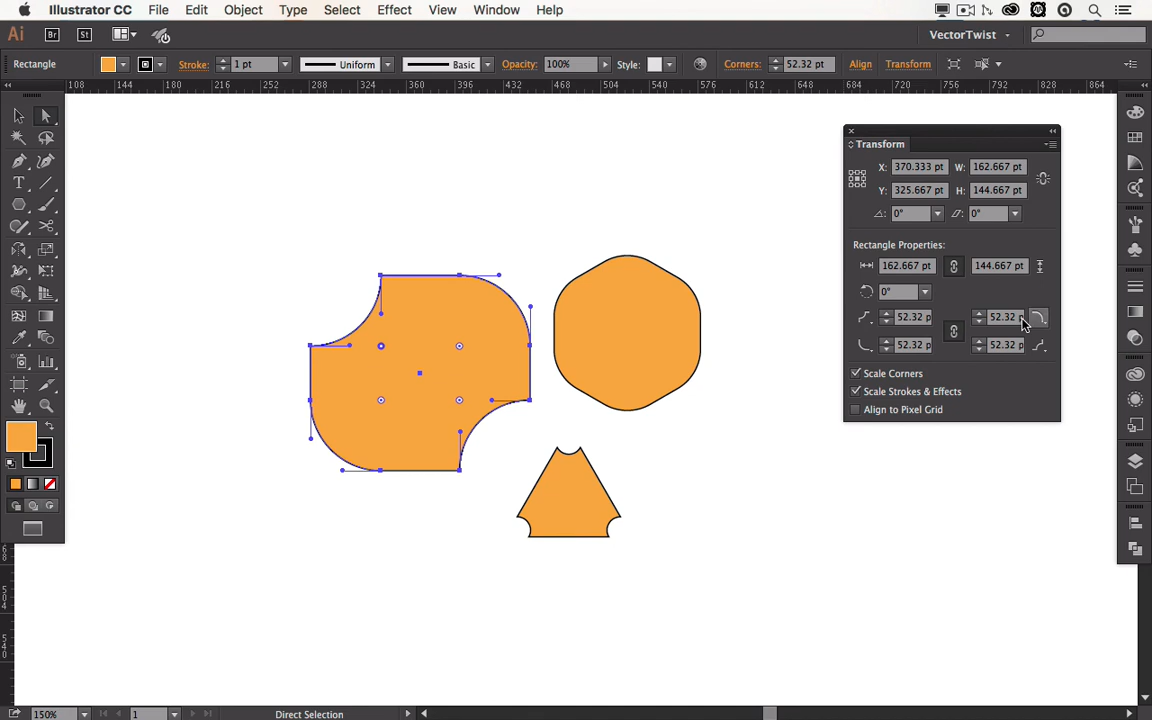 Illustrator CC File Edit Object Type Select Effect View Window Help
Ai Br St VectorTwist
Rectangle Stroke: 1 pt Uniform Basic Opacity: 100% Style: Corners: 52.32 pt Align Transform
108 144 180 216 252 288 324 360 396 432 468 504 540 576 612 648 684 720 756 792 828 864
Transform
X: 370.333 pt W: 162.667 pt
Y: 325.667 pt H: 144.667 pt
0° 0°
Rectangle Properties:
162.667 pt 144.667 pt
0°
52.32 p 52.32 p
52.32 p 52.32 p
Scale Corners
Scale Strokes & Effects
Align to Pixel Grid
T
150% 1 Direct Selection